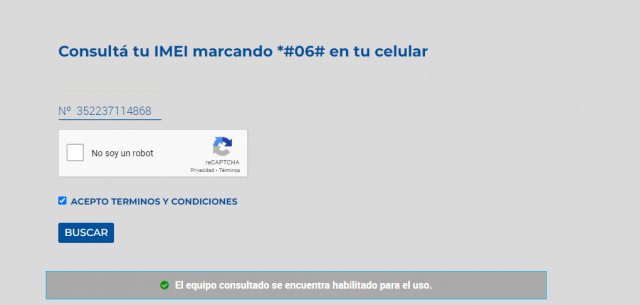 Consultá tu IMEI marcando *#06# en tu celular
Nº 352237114868
No soy un robot
reCAPTCHA
Privacidad - Términos
ACEPTO TERMINOS Y CONDICIONES
BUSCAR
El equipo consultado se encuentra habilitado para el uso.